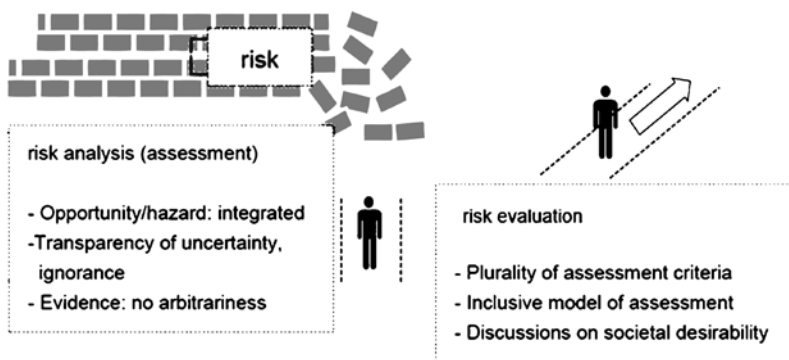 risk
risk analysis (assessment)
- Opportunity/hazard: integrated
-Transparency of uncertainty,
ignorance
- Evidence: no arbitrariness
risk evaluation
- Plurality of assessment criteria
- Inclusive model of assessment
- Discussions on societal desirability